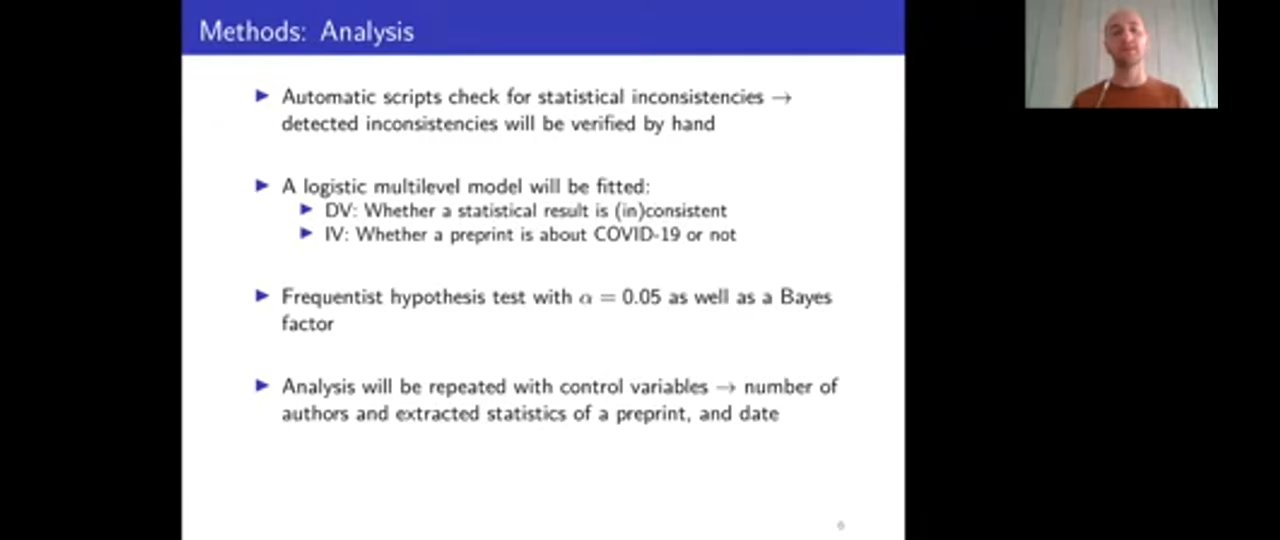 Methods: Analysis
Automatic scripts check for statistical inconsistencies →
detected inconsistencies will be verified by hand
A logistic multilevel model will be fitted:
DV: Whether a statistical result is (in)consistent
IV: Whether a preprint is about COVID-19 or not
Frequentist hypothesis test with α = 0.05 as well as a Bayes
factor
Analysis will be repeated with control variables → number of
authors and extracted statistics of a preprint, and date